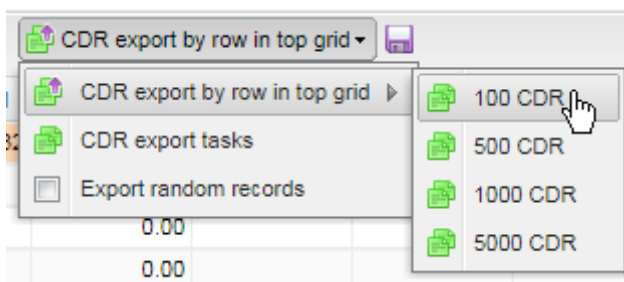 CDR export by row in top grid
CDR export by row in top grid
100 CDR
CDR export tasks
500 CDR
Export random records
1000 CDR
5000 CDR
0.00
0.00